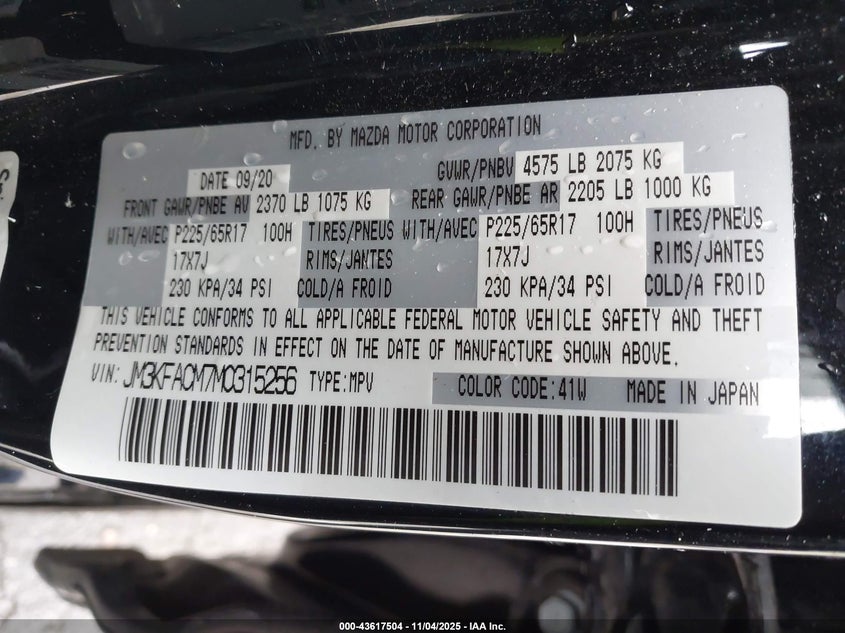 MFD. BY MAZDA MOTOR CORPORATION
DATE 09/20 GVWR/PNBV 4575 LB 2075 KG
FRONT GAWR/PNBE AV 2370 LB 1075 KG REAR GAWR/PNBE AR 2205 LB 1000 KG
WITH/AVEC P225/65R17 100H TIRES/PNEUS WITH/AVEC P225/65R17 100H TIRES/PNEUS
17X7J RIMS/JANTES 17X7J RIMS/JANTES
230 KPA/34 PSI COLD/A FROID 230 KPA/34 PSI COLD/A FROID
THIS VEHICLE CONFORMS TO ALL APPLICABLE FEDERAL MOTOR VEHICLE SAFETY AND THEFT
PREVENTION STANDARDS IN EFFECT ON THE DATE OF MANUFACTURE SHOWN ABOVE.
VIN: JM3KFACM7M0315256 TYPE:MPV COLOR CODE:41W MADE IN JAPAN
000-43617504 - 11/04/2025 - IAA Inc.